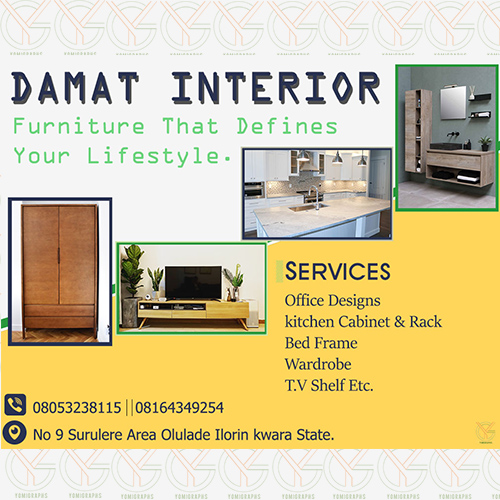 DAMAT INTERIOR
Furniture That Defines
Your Lifestyle.
SERVICES
Office Designs
kitchen Cabinet & Rack
Bed Frame
Wardrobe
T.V Shelf Etc.
08053238115 || 08164349254
No 9 Surulere Area Olulade Ilorin kwara State.
YOMIGRAPHS